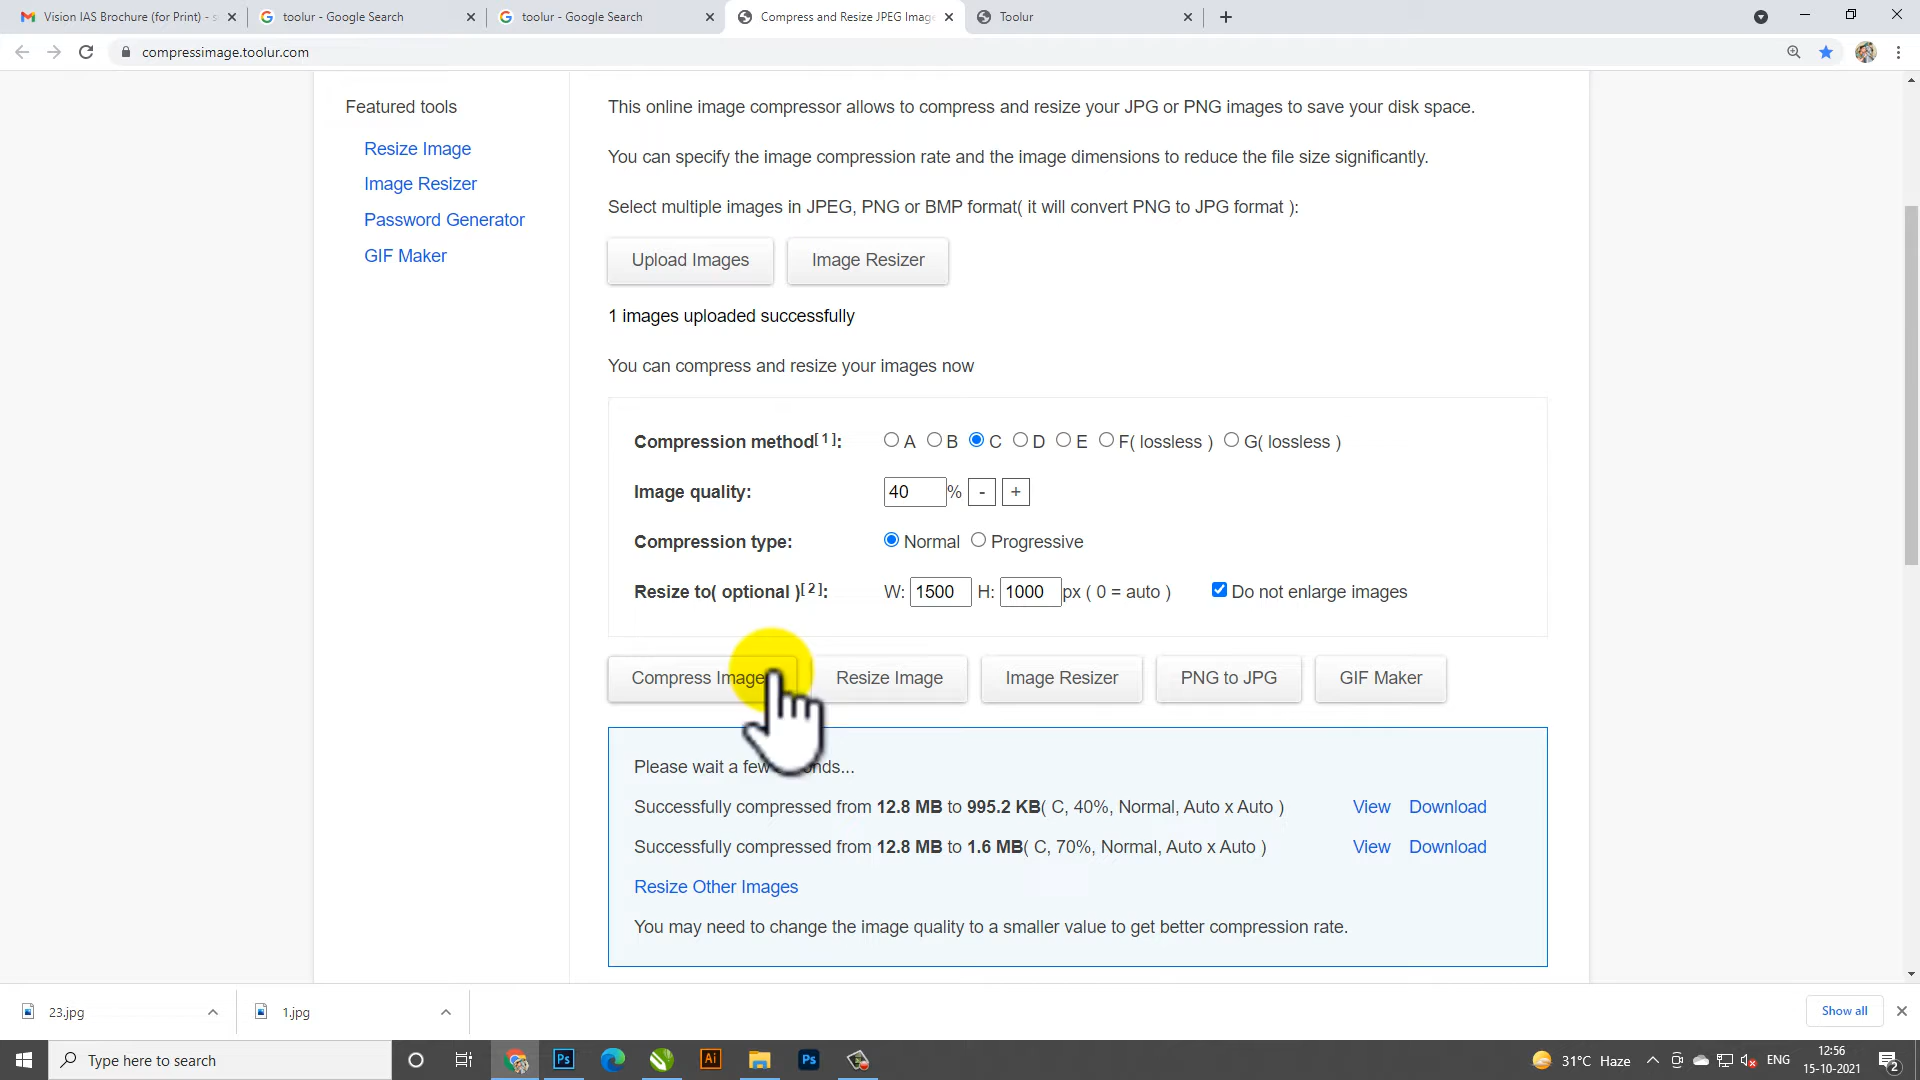 Vision IAS Brochure (for Print) - s
toolur - Google Search
toolur - Google Search
Compress and Resize JPEG Image
Toolur
compressimage.toolur.com
Featured tools
Resize Image
Image Resizer
Password Generator
GIF Maker
This online image compressor allows to compress and resize your JPG or PNG images to save your disk space.
You can specify the image compression rate and the image dimensions to reduce the file size significantly.
Select multiple images in JPEG, PNG or BMP format( it will convert PNG to JPG format ):
Upload Images
Image Resizer
1 images uploaded successfully
You can compress and resize your images now
Compression method[ 1 ]: A B C D E F( lossless ) G( lossless )
Image quality: 40 % - +
Compression type: Normal Progressive
Resize to( optional )[ 2 ]: W: 1500 H: 1000 px ( 0 = auto ) Do not enlarge images
Compress Image
Resize Image
Image Resizer
PNG to JPG
GIF Maker
Please wait a few
Successfully compressed from 12.8 MB to 995.2 KB( C, 40%, Normal, Auto x Auto ) View Download
Successfully compressed from 12.8 MB to 1.6 MB( C, 70%, Normal, Auto x Auto ) View Download
Resize Other Images
You may need to change the image quality to a smaller value to get better compression rate.
23.jpg
1.jpg
Show all
Type here to search
Ps
Ai
Ps
31°C Haze
ENG
12:56
15-10-2021
2